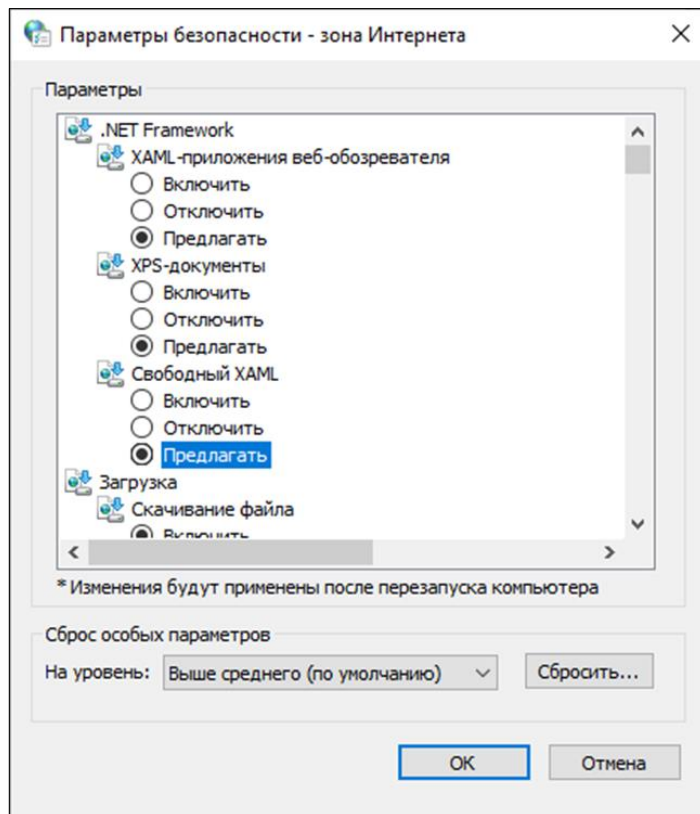 Параметры безопасности - зона Интернета
Параметры
.NET Framework
XAML-приложения веб-обозревателя
Включить
Отключить
Предлагать
XPS-документы
Включить
Отключить
Предлагать
Свободный XAML
Включить
Отключить
Предлагать
Загрузка
Скачивание файла
Включить
* Изменения будут применены после перезапуска компьютера
Сброс особых параметров
На уровень: Выше среднего (по умолчанию) Сбросить...
ОК Отмена